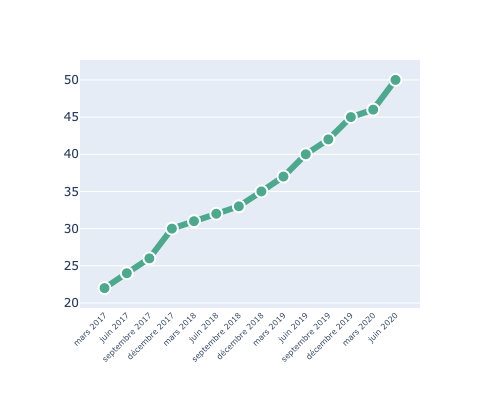 50
45
40
35
30
25
20
mars 2017
juin 2017
septembre 2017
décembre 2017
mars 2018
juin 2018
septembre 2018
décembre 2018
mars 2019
juin 2019
septembre 2019
décembre 2019
mars 2020
juin 2020